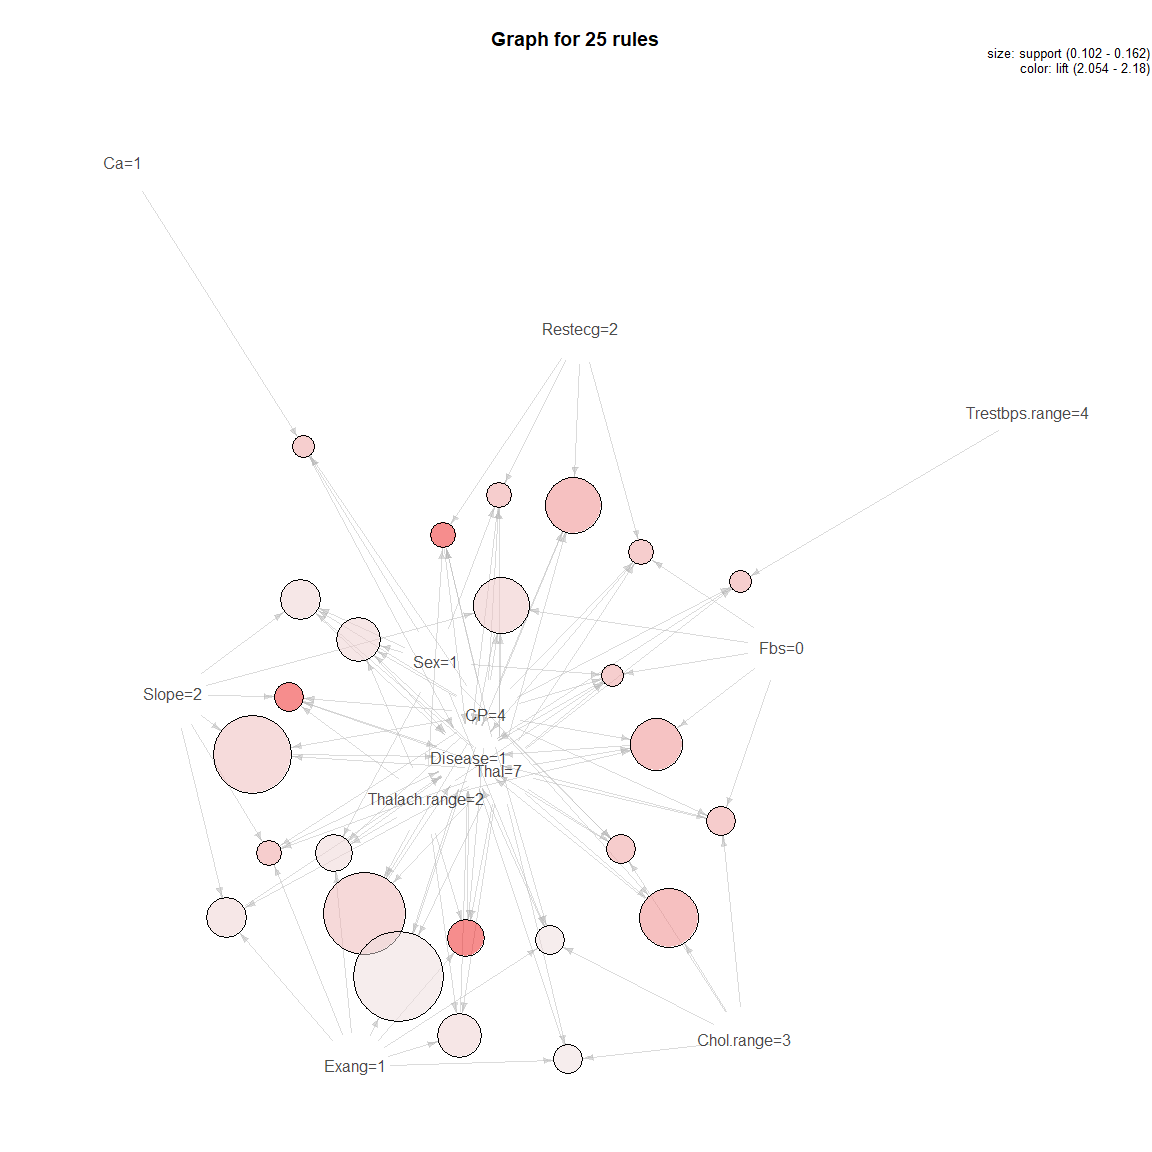 Graph for 25 rules
size: support (0.102 - 0.162)
color: lift (2.054 - 2.18)
Ca=1
Restecg=2
Trestbps.range=4
Sex=1
Fbs=0
Slope=2
CP=4
Disease=1
Thal=7
Thalach.range=2
Chol.range=3
Exang=1